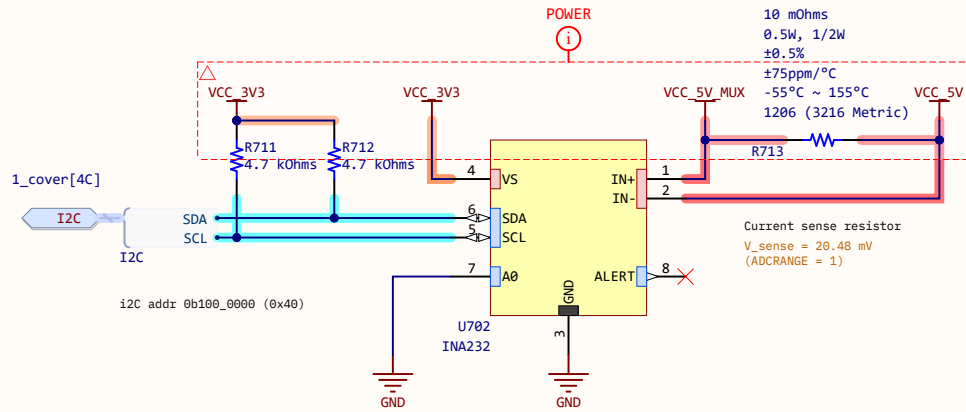 POWER
i
10 mOhms
0.5W, 1/2W
±0.5%
±75ppm/°C
-55°C ~ 155°C
1206 (3216 Metric)
VCC_3V3
VCC_3V3
VCC_5V_MUX
VCC_5V
R711
4.7 kOhms
R712
4.7 kOhms
R713
1_cover[4C]
I2C
SDA
SCL
I2C
4
VS
6
SDA
5
SCL
7
A0
IN+
1
IN-
2
ALERT
8
GND
3
U702
INA232
Current sense resistor
V_sense = 20.48 mV
(ADCRANGE = 1)
i2C addr 0b100_0000 (0x40)
GND
GND